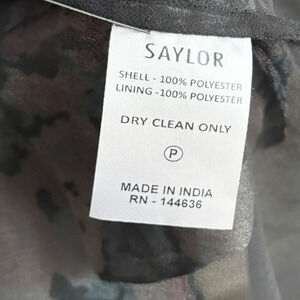 SAYLOR
SHELL - 100% POLYESTER
LINING -100% POLYESTER
DRY CLEAN ONLY
P
MADE IN INDIA
RN - 144636